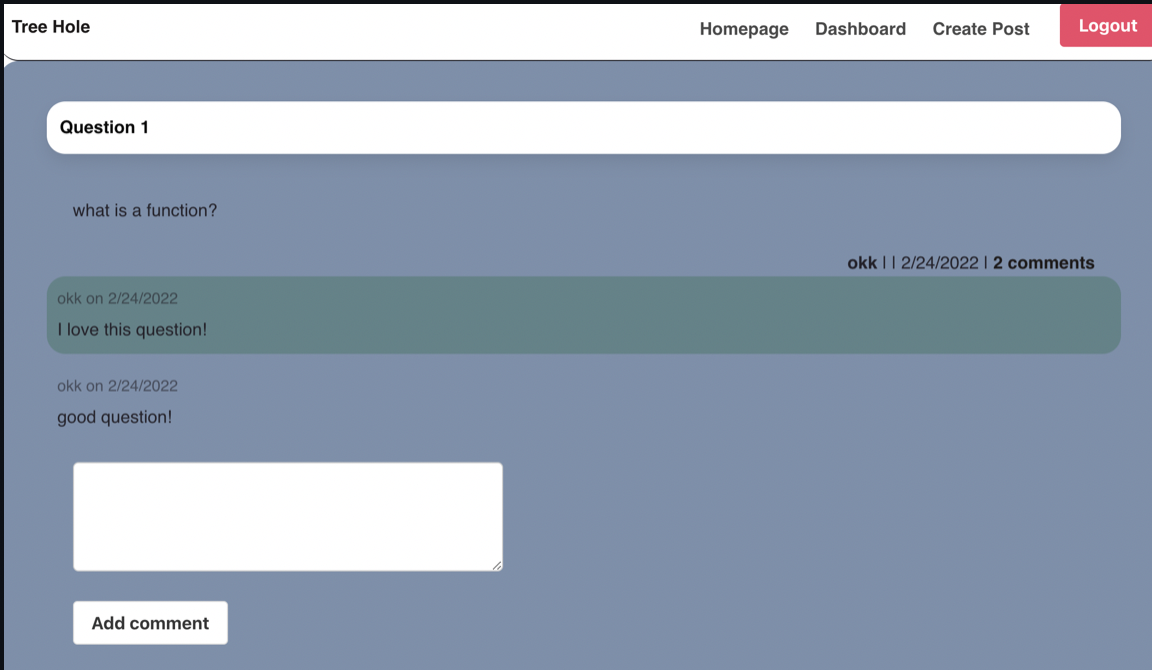 Tree Hole
Homepage Dashboard Create Post Logout
Question 1
what is a function?
okk | | 2/24/2022 | 2 comments
okk on 2/24/2022
I love this question!
okk on 2/24/2022
good question!
Add comment